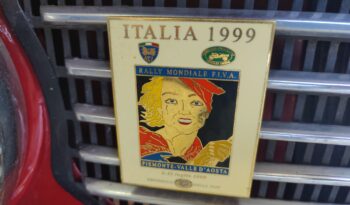 ITALIA 1999
RALLY MONDIALE F.I.V.A.
PIEMONTE-VALLE D'AOSTA